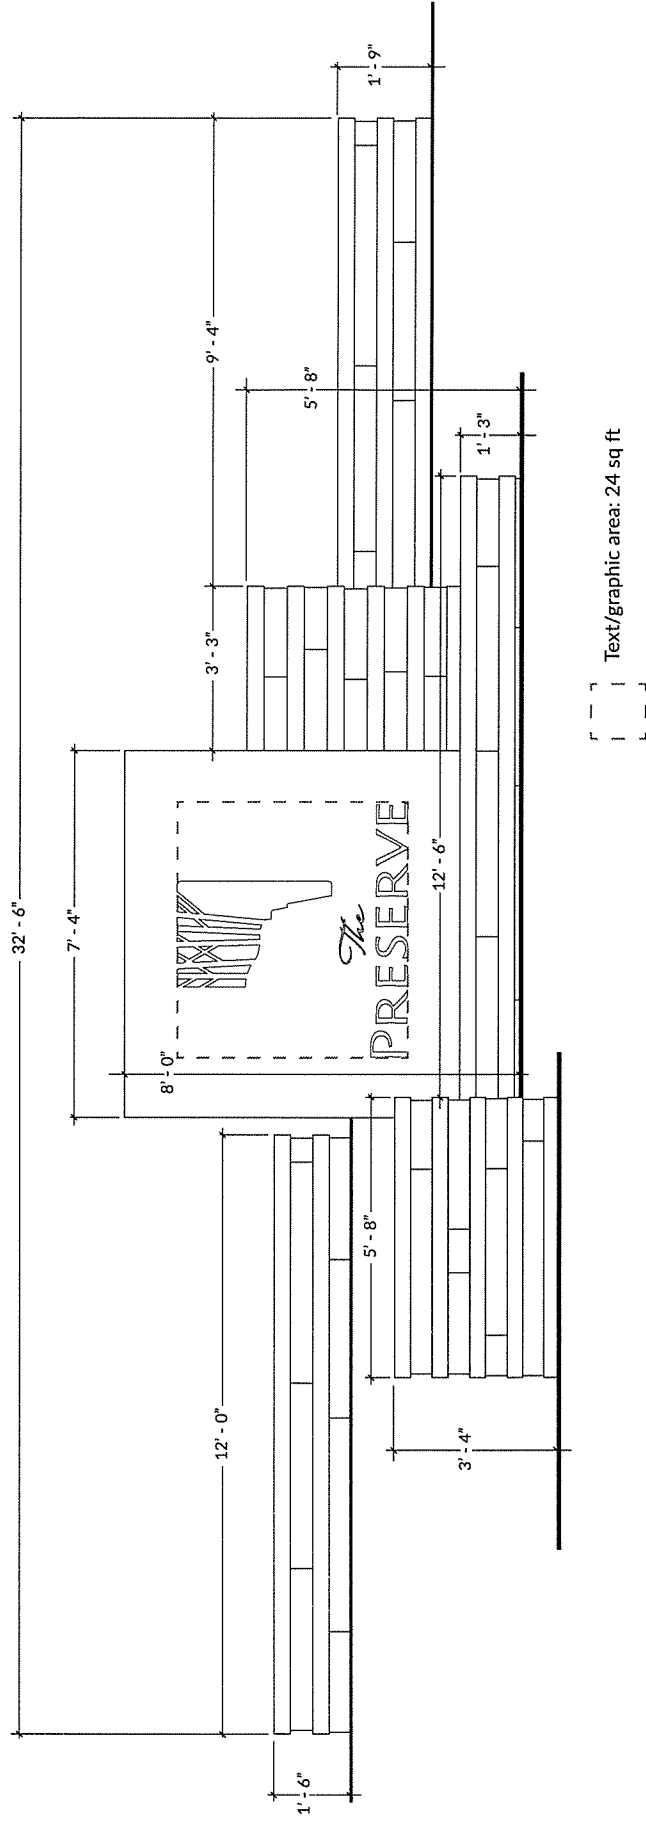 32' - 6"
7' - 4"
9' - 4"
3' - 3"
12' - 0"
8' - 0"
5' - 8"
1' - 9"
1' - 6"
The
PRESERVE
5' - 8"
12' - 6"
1' - 3"
3' - 4"
Text/graphic area: 24 sq ft